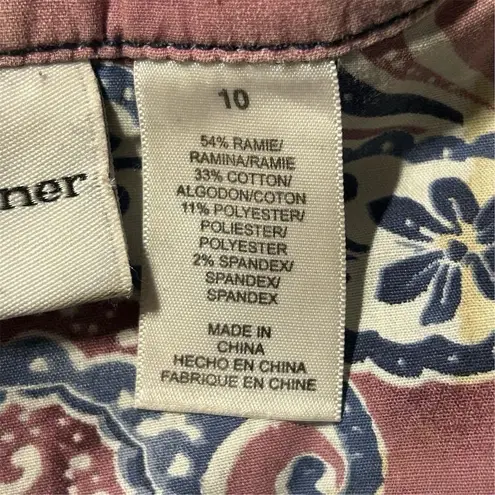 ner
10
54% RAMIE/
RAMINA/RAMIE
33% COTTON/
ALGODON/COTON
11% POLYESTER/
POLIESTER/
POLYESTER
2% SPANDEX/
SPANDEX/
SPANDEX
MADE IN
CHINA
HECHO EN CHINA
FABRIQUE EN CHINE